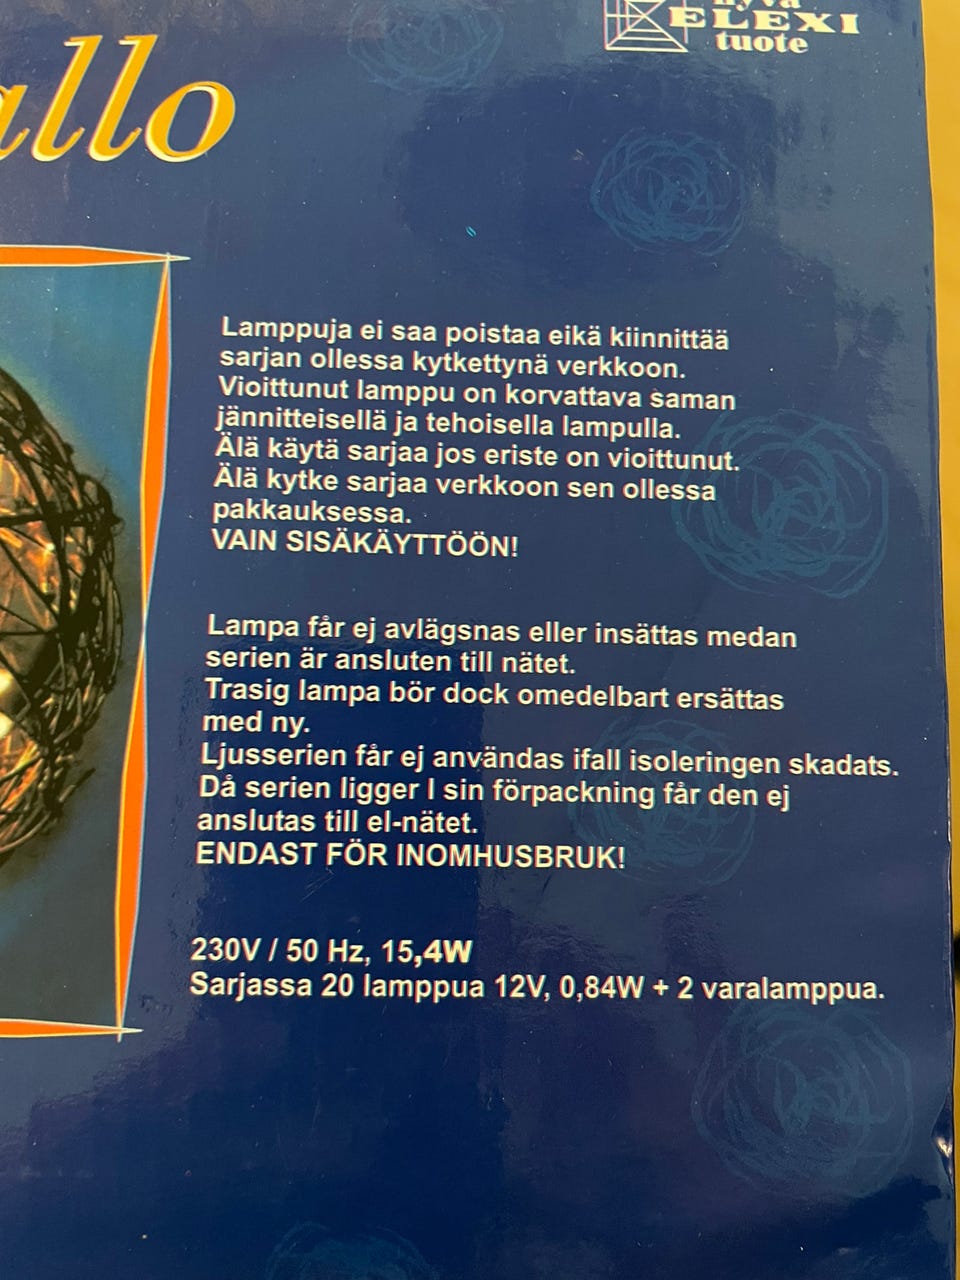 hyvä
ELEXI
tuote
allo
Lamppuja ei saa poistaa eikä kiinnittää
sarjan ollessa kytkettynä verkkoon.
Vioittunut lamppu on korvattava saman
jännitteisellä ja tehoisella lampulla.
Älä käytä sarjaa jos eriste on vioittunut.
Älä kytke sarjaa verkkoon sen ollessa
pakkauksessa.
VAIN SISÄKÄYTTÖÖN!
Lampa får ej avlägsnas eller insättas medan
serien är ansluten till nätet.
Trasig lampa bör dock omedelbart ersättas
med ny.
Ljusserien får ej användas ifall isoleringen skadats.
Då serien ligger I sin förpackning får den ej
anslutas till el-nätet.
ENDAST FÖR INOMHUSBRUK!
230V / 50 Hz, 15,4W
Sarjassa 20 lamppua 12V, 0,84W + 2 varalamppua.